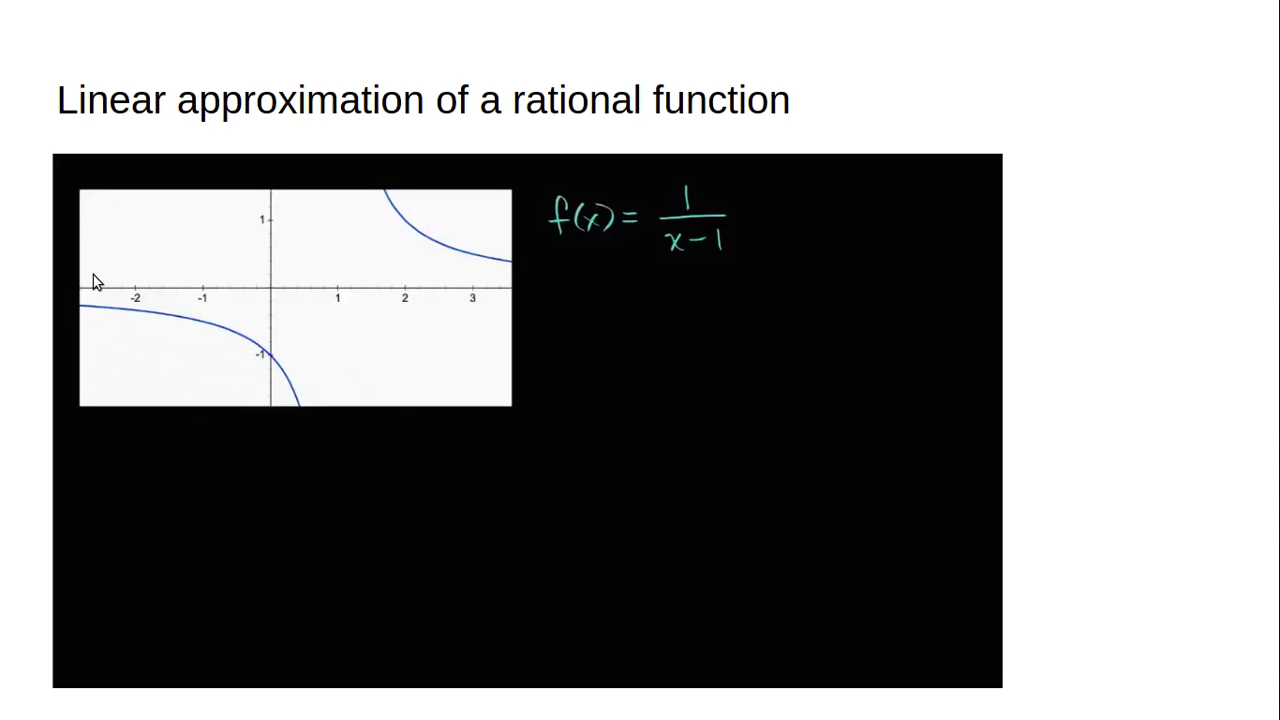 Linear approximation of a rational function
1
-2 -1 1 2 3
-1
f(x) = 1/(x-1)